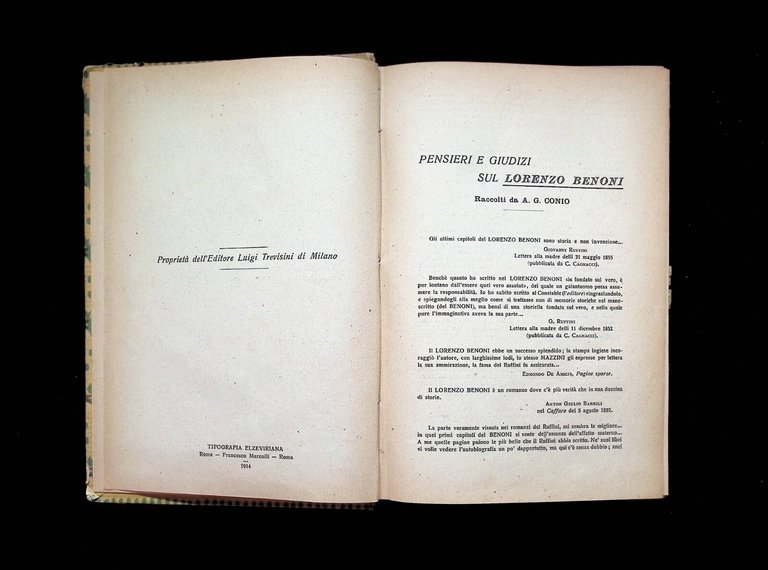 Proprietà dell'Editore Luigi Trevisini di Milano
TIPOGRAFIA ELZEVIRIANA
Roma — Francesco Marcolli — Roma
1914
PENSIERI E GIUDIZI
SUL LORENZO BENONI
Raccolti da A. G. CONIO
Gli ultimi capitoli del LORENZO BENONI sono storia e non invenzione...
GIOVANNI RUFFINI
Lettera alla madre delli 31 maggio 1855
(pubblicata da C. CAGNACCI).
Benchè quanto ho scritto nel LORENZO BENONI sia fondato sul vero, è
pur lontano dall'essere quel vero assoluto, del quale un galantuomo possa assu-
mere la responsabilità. Io ho subito scritto al Constable (l'editore) ringraziandolo,
e spiegandogli alla meglio come si trattasse non di memorie storiche nel mano-
scritto (del BENONI), ma bensì di una storiella fondata sul vero, e nella quale
pure l'immaginativa aveva la sua parte...
G. RUFFINI
Lettera alla madre delli 11 dicembre 1852
(pubblicata da C. CAGNACCI).
Il LORENZO BENONI ebbe un successo splendido; la stampa inglese inco-
raggiò l'autore, con larghissime lodi, lo stesso MAZZINI gli espresse per lettera
la sua ammirazione, la fama del Ruffini fu assicurata...
EDMONDO DE AMICIS, Pagine sparse.
Il LORENZO BENONI è un romanzo dove c'è più verità che in una dozzina
di storie.
ANTON GIULIO BARRILI
nel Caffaro del 5 agosto 1892.
La parte veramente vissuta nei romanzi del Ruffini, mi sembra la migliore...
in quei primi capitoli del BENONI si sente dell'assenza dell'affetto materno...
A me quelle pagine paiono le più belle che il Ruffini abbia scritto. Ne' suoi libri
si volle vedere l'autobiografia un po' dappertutto, ma qui c'è senza dubbio; anzi